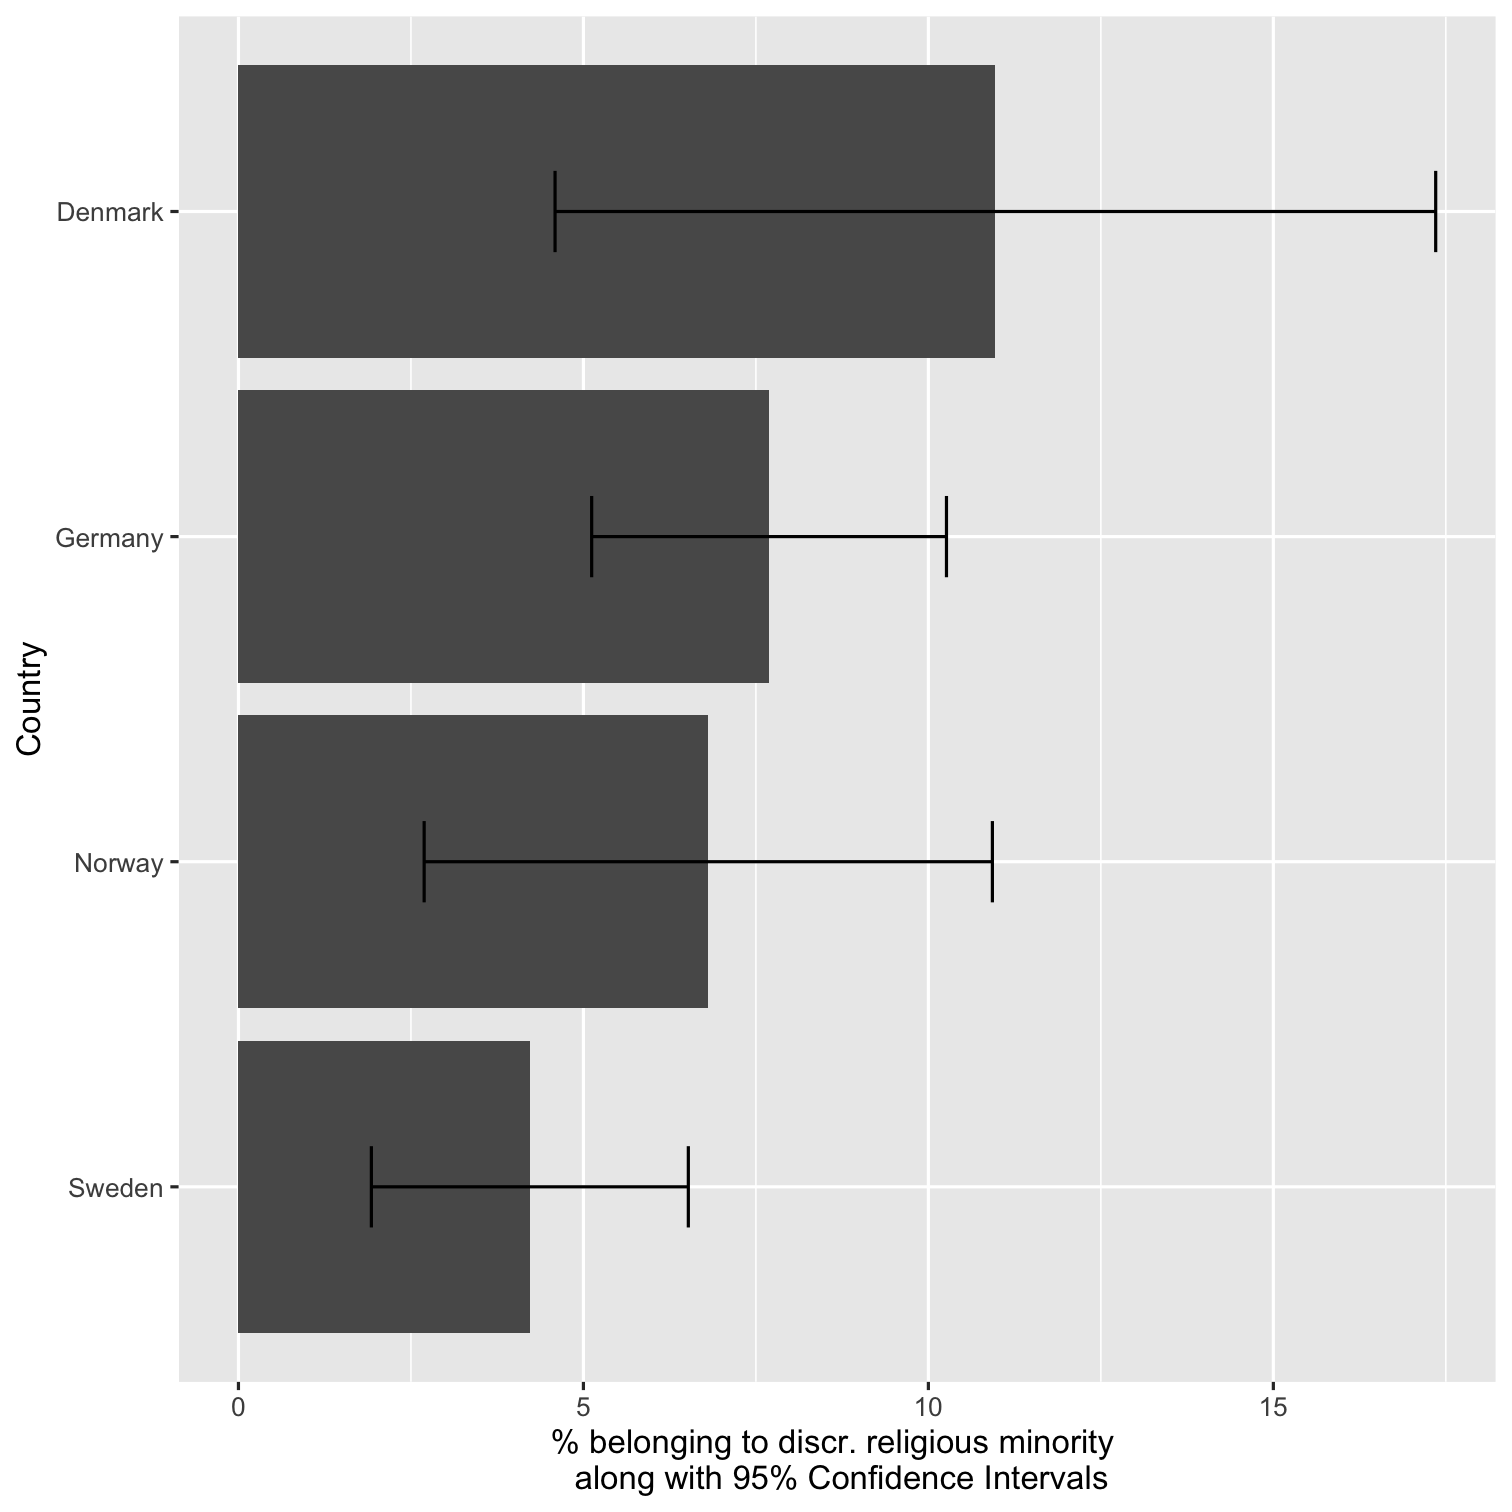 Country
Denmark
Germany
Norway
Sweden
0 5 10 15
% belonging to discr. religious minority
along with 95% Confidence Intervals